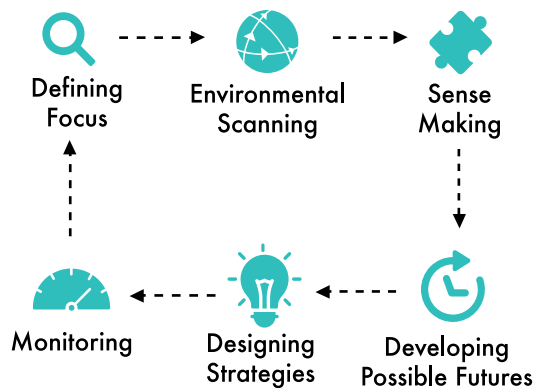 Defining
Focus
Environmental
Scanning
Sense
Making
Developing
Possible Futures
Designing
Strategies
Monitoring